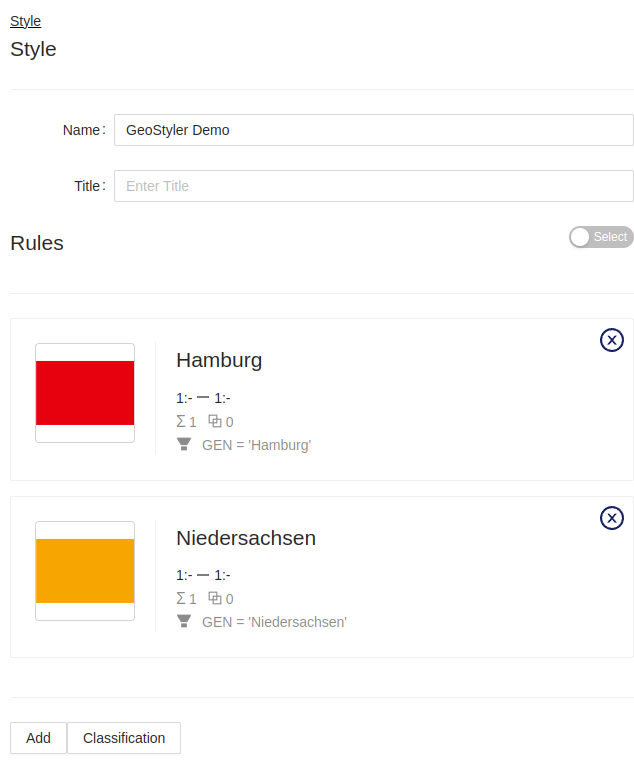 Style
Style
Name: GeoStyler Demo
Title: Enter Title
Rules
Select
Hamburg
1:- — 1:-
Σ 1 0
GEN = 'Hamburg'
Niedersachsen
1:- — 1:-
Σ 1 0
GEN = 'Niedersachsen'
Add Classification